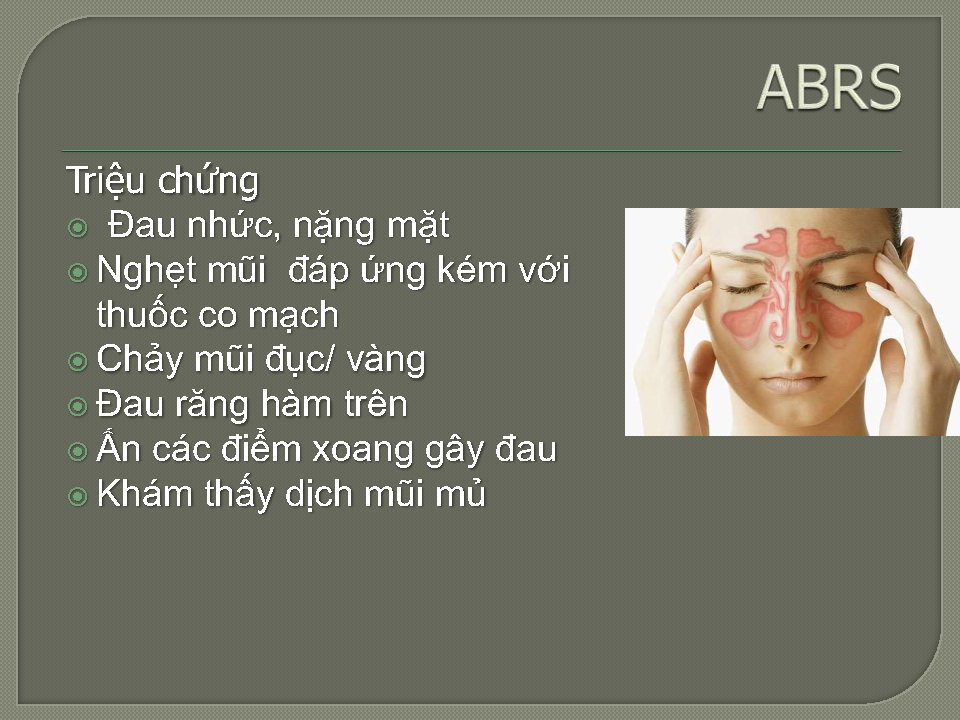 ABRS
Triệu chứng
Đau nhức, nặng mặt
Nghẹt mũi đáp ứng kém với
thuốc co mạch
Chảy mũi đục/ vàng
Đau răng hàm trên
Ấn các điểm xoang gây đau
Khám thấy dịch mũi mủ